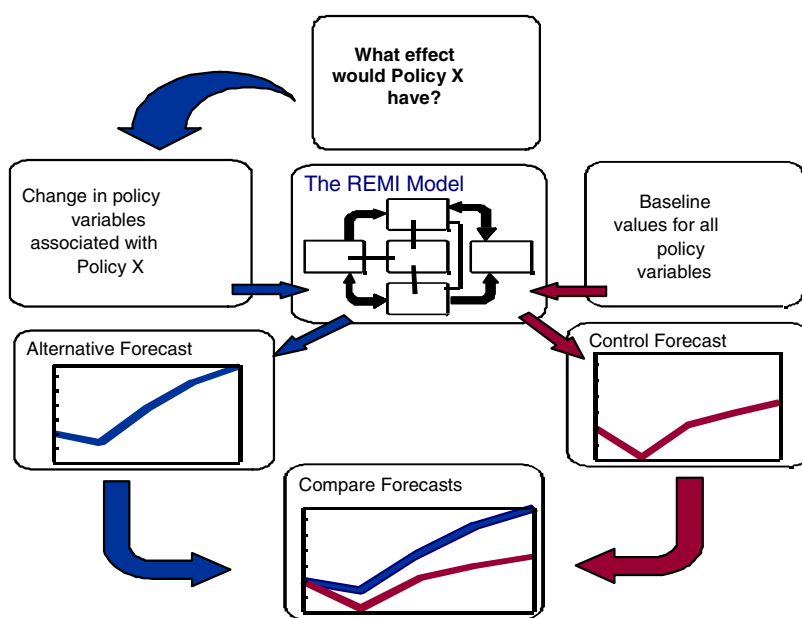 What effect
would Policy X
have?
Change in policy
variables
associated with
Policy X
The REMI Model
Baseline
values for all
policy
variables
Alternative Forecast
Control Forecast
Compare Forecasts